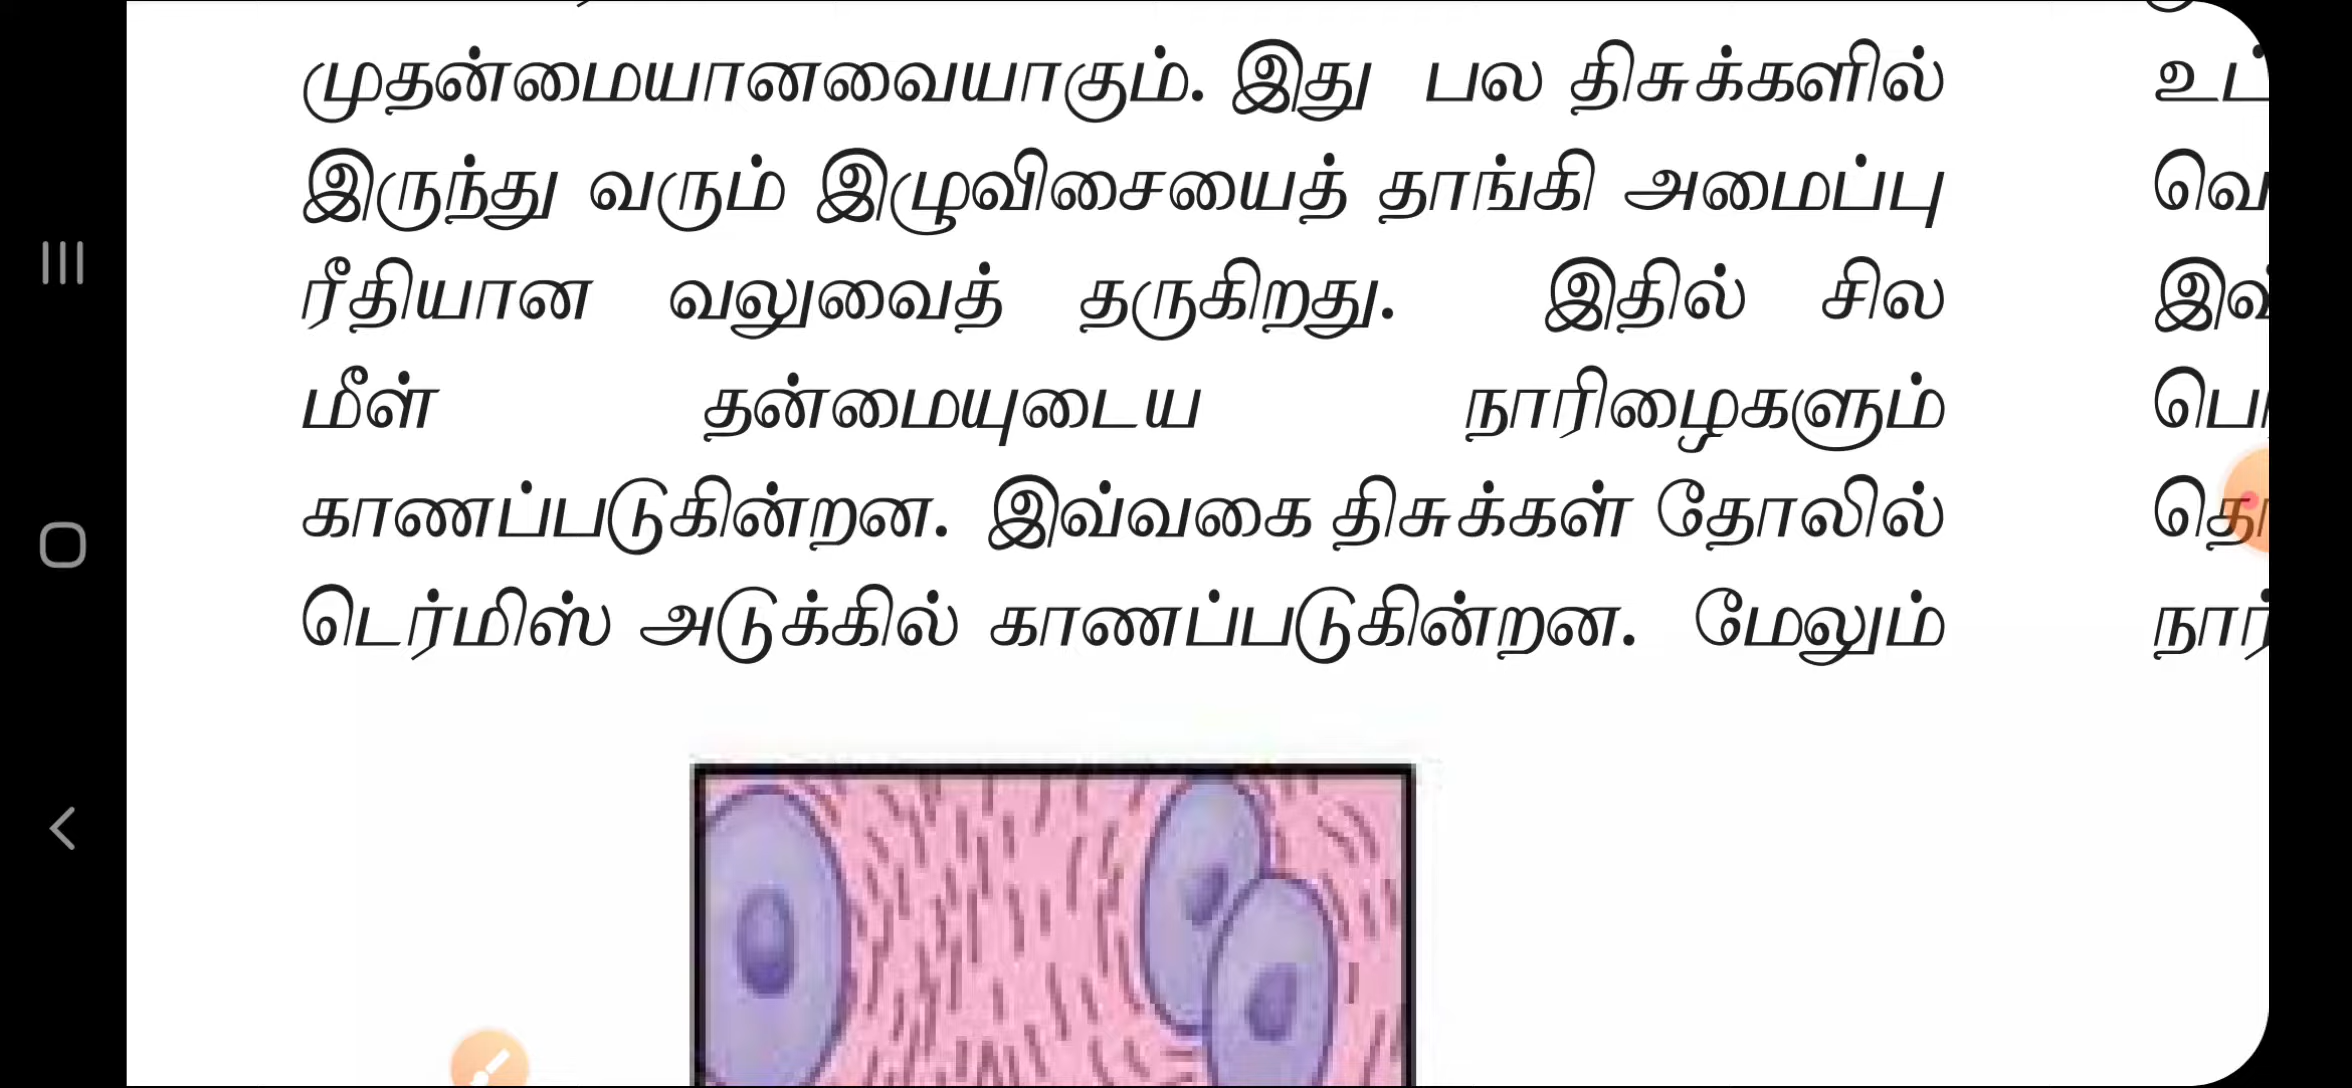 முதன்மையானவையாகும். இது பல திசுக்களில்
இருந்து வரும் இழுவிசையைத் தாங்கி அமைப்பு
ரீதியான வலுவைத் தருகிறது. இதில் சில
மீள் தன்மையுடைய நாரிழைகளும்
காணப்படுகின்றன. இவ்வகை திசுக்கள் தோலில்
டெர்மிஸ் அடுக்கில் காணப்படுகின்றன. மேலும்